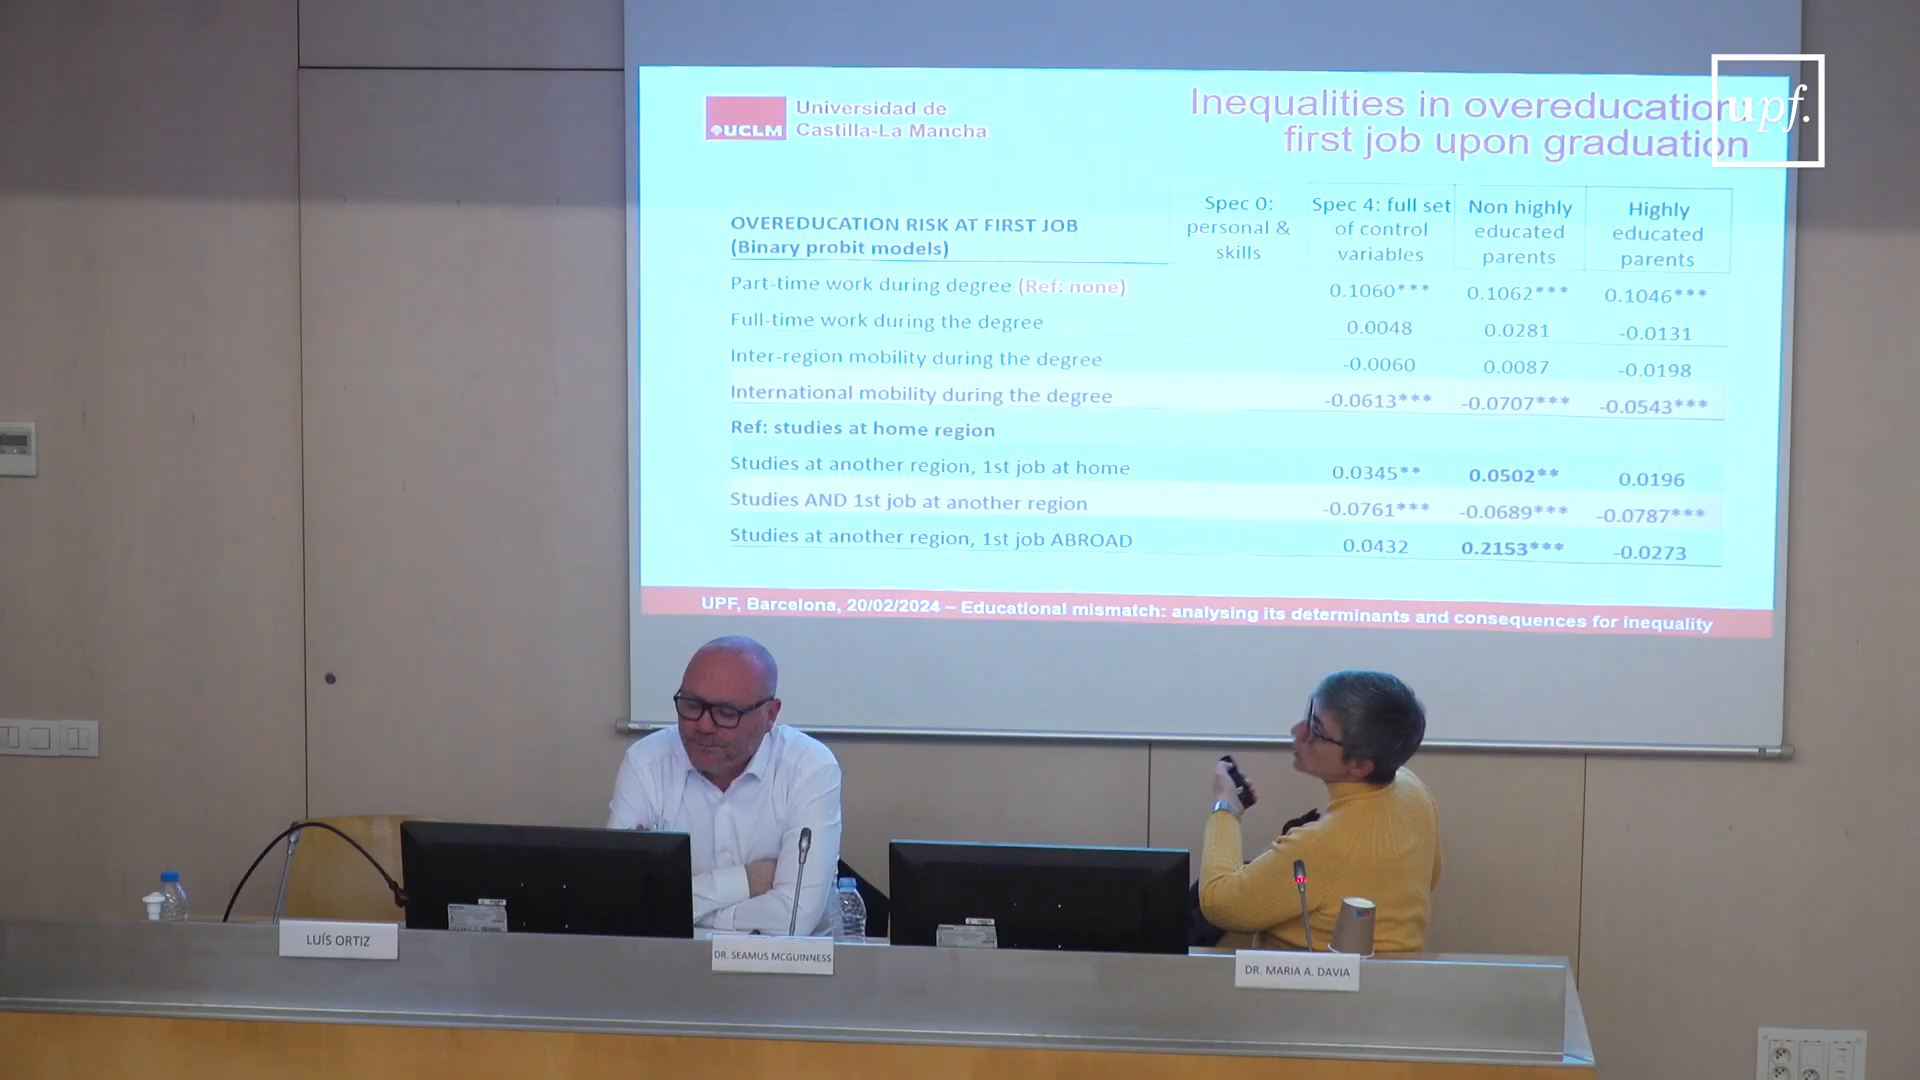 UCLM
Universidad de
Castilla-La Mancha
Inequalities in overeducation
first job upon graduation
upf.
OVEREDUCATION RISK AT FIRST JOB
(Binary probit models)
Spec 0:
personal &
skills
Spec 4: full set
of control
variables
Non highly
educated
parents
Highly
educated
parents
Part-time work during degree (Ref: none) 0.1060*** 0.1062*** 0.1046***
Full-time work during the degree 0.0048 0.0281 -0.0131
Inter-region mobility during the degree -0.0060 0.0087 -0.0198
International mobility during the degree -0.0613*** -0.0707*** -0.0543***
Ref: studies at home region
Studies at another region, 1st job at home 0.0345** 0.0502** 0.0196
Studies AND 1st job at another region -0.0761*** -0.0689*** -0.0787***
Studies at another region, 1st job ABROAD 0.0432 0.2153*** -0.0273
UPF, Barcelona, 20/02/2024 – Educational mismatch: analysing its determinants and consequences for inequality
LUÍS ORTIZ
DR. SEAMUS MCGUINNESS
DR. MARIA A. DAVIA